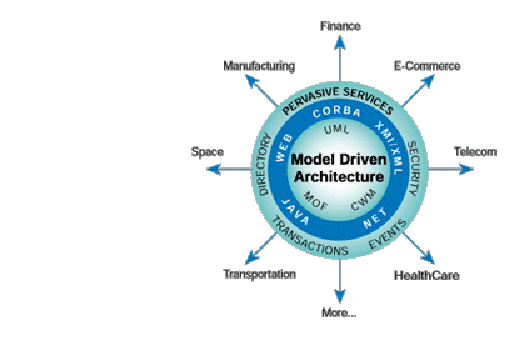 Finance
Manufacturing
E-Commerce
PERVASIVE SERVICES
CORBA
UML
WEB
XMI/XML
DIRECTORY
SECURITY
Space
Telecom
Model Driven
Architecture
MOF
CWM
JAVA
NET
TRANSACTIONS
EVENTS
Transportation
HealthCare
More...